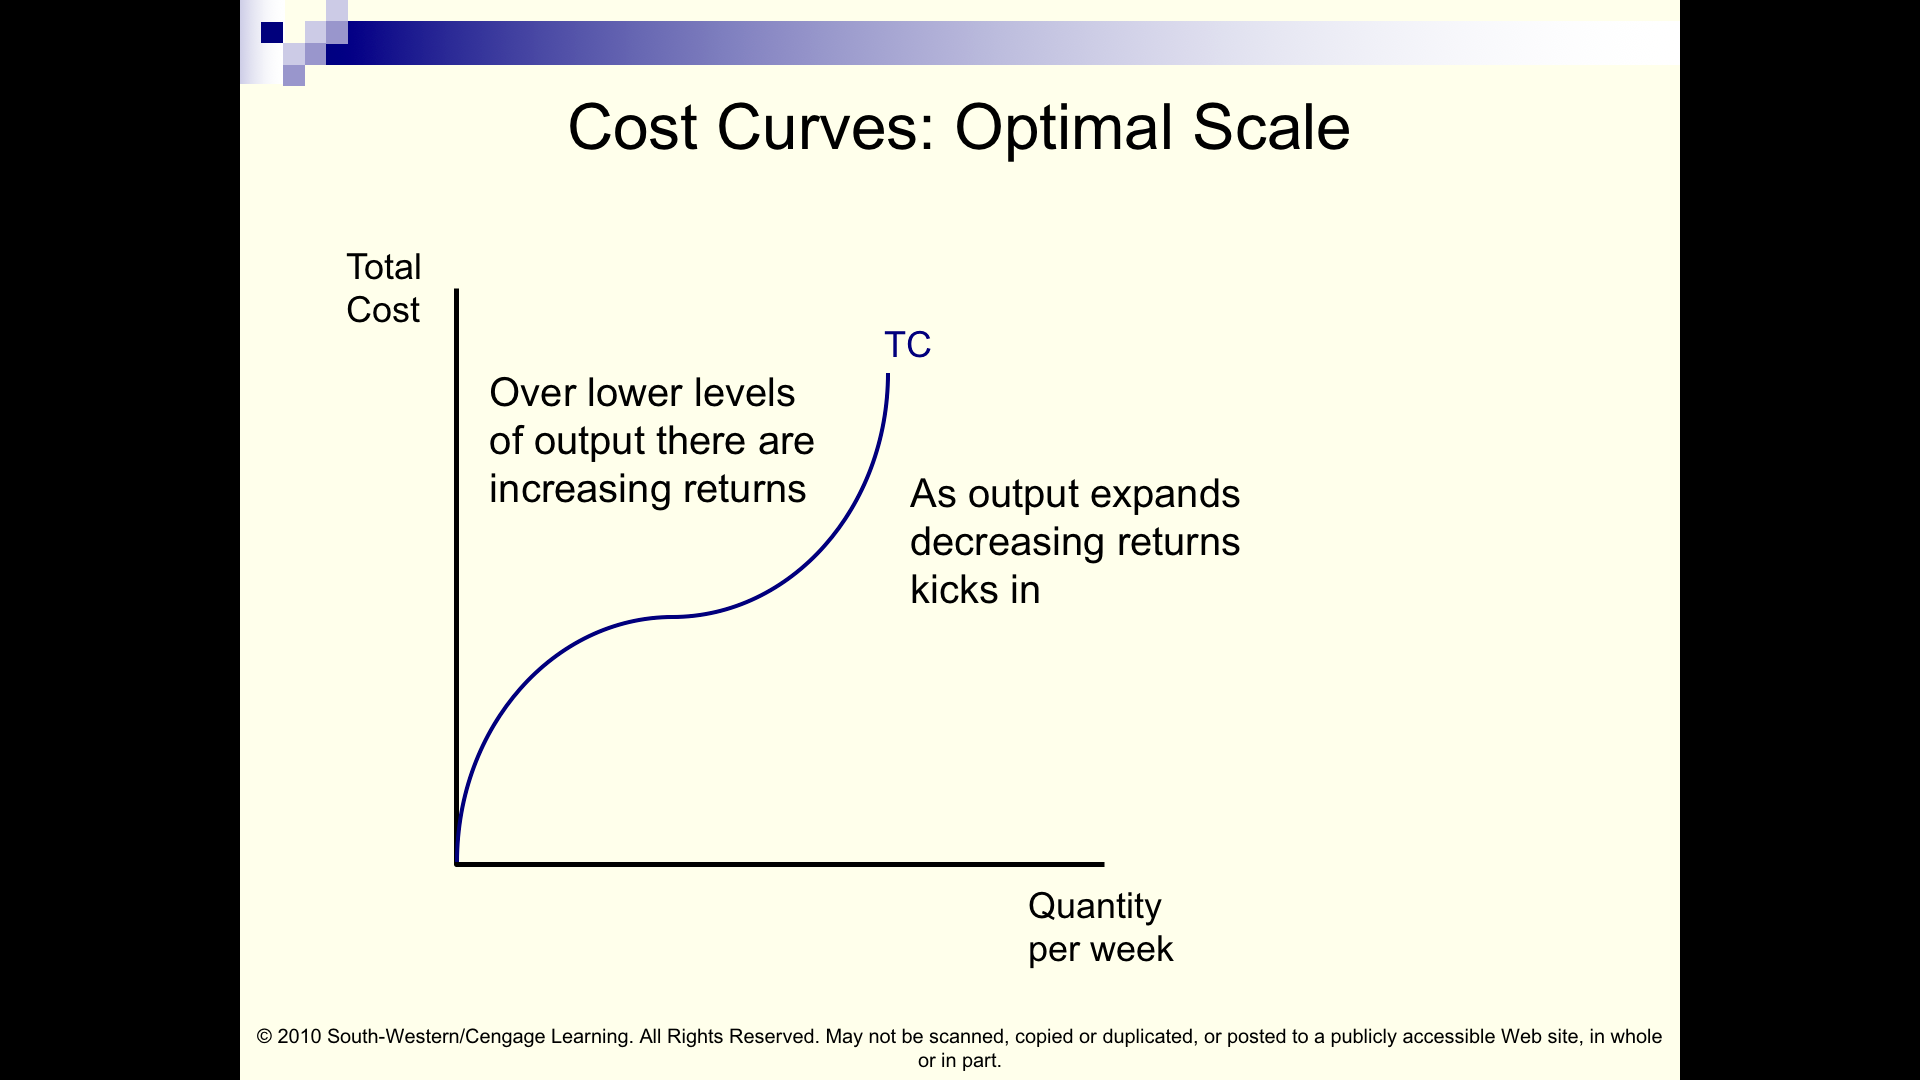 Cost Curves: Optimal Scale
Total
Cost
TC
Over lower levels
of output there are
increasing returns
As output expands
decreasing returns
kicks in
Quantity
per week
© 2010 South-Western/Cengage Learning. All Rights Reserved. May not be scanned, copied or duplicated, or posted to a publicly accessible Web site, in whole
or in part.